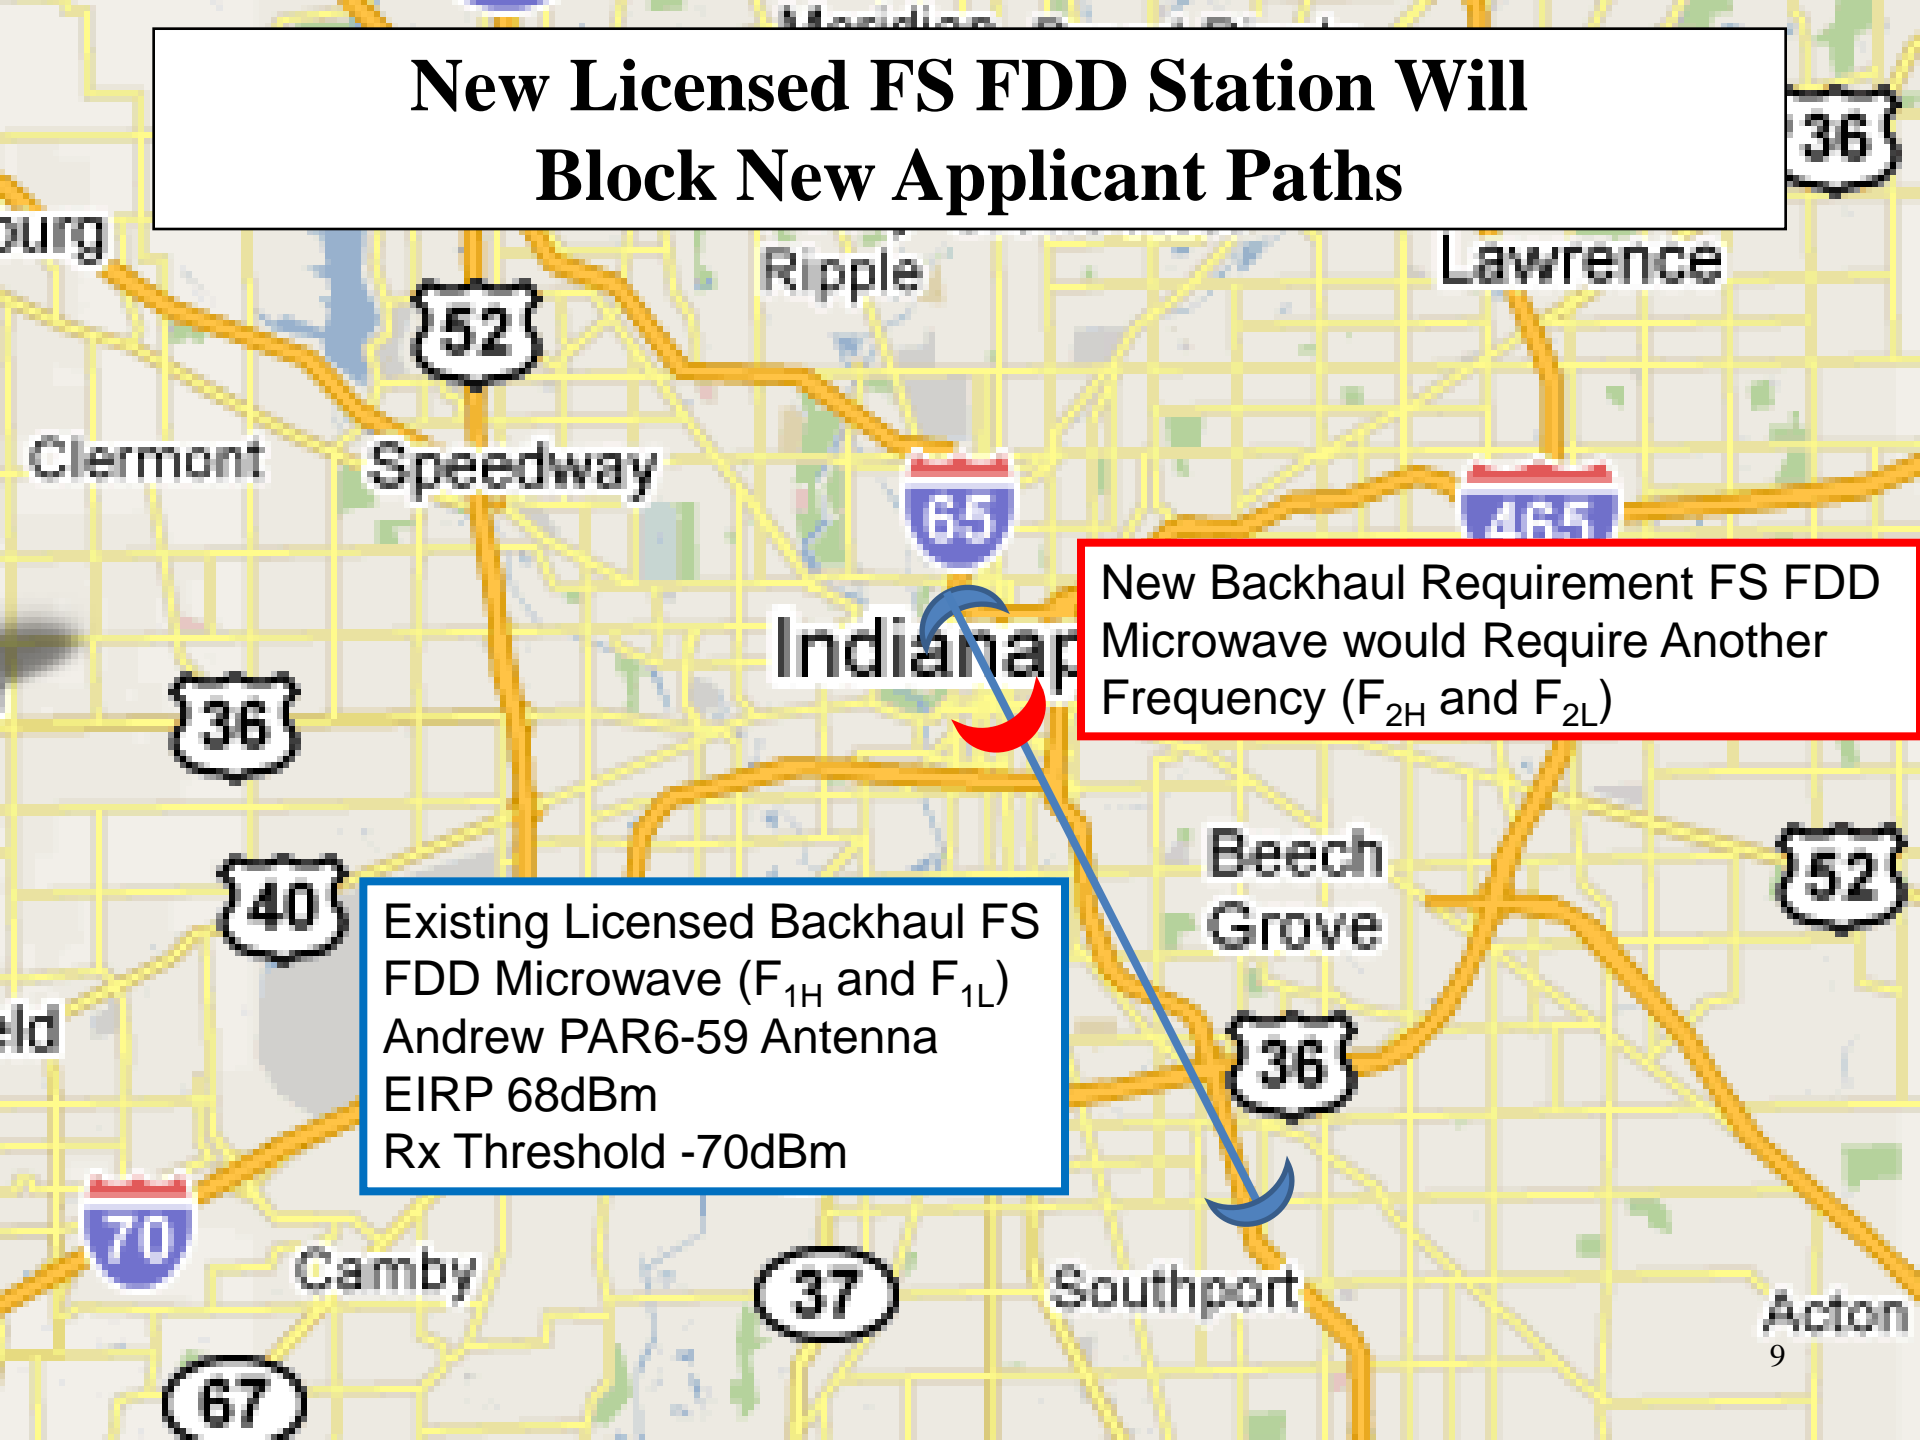 New Licensed FS FDD Station Will
Block New Applicant Paths
36
burg
Ripple
Lawrence
52
Clermont
Speedway
65
465
New Backhaul Requirement FS FDD
Microwave would Require Another
Frequency (F2H and F2L)
Indianap
36
Beech
Grove
52
40
Existing Licensed Backhaul FS
FDD Microwave (F1H and F1L)
Andrew PAR6-59 Antenna
EIRP 68dBm
Rx Threshold -70dBm
eld
36
70
Camby
37
Southport
Acton
9
67